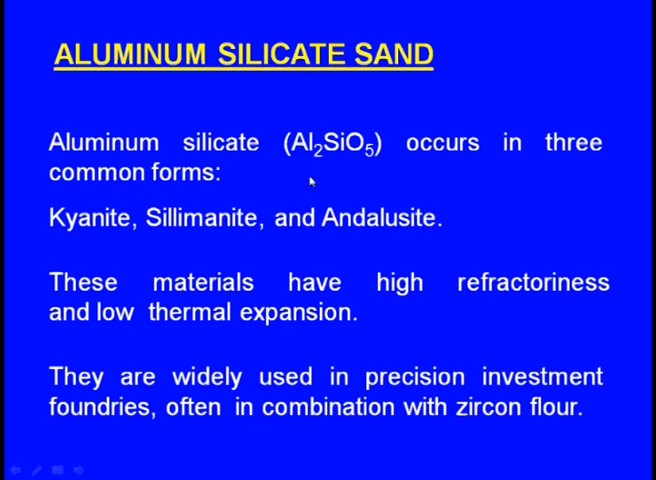 ALUMINUM SILICATE SAND
Aluminum silicate (Al₂SiO₅) occurs in three
common forms:
Kyanite, Sillimanite, and Andalusite.
These materials have high refractoriness
and low thermal expansion.
They are widely used in precision investment
foundries, often in combination with zircon flour.